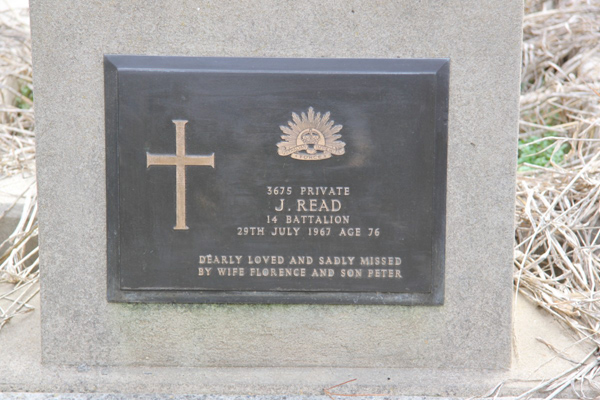 3675 PRIVATE
J. READ
14 BATTALION
29TH JULY 1967 AGE 76
DEARLY LOVED AND SADLY MISSED
BY WIFE FLORENCE AND SON PETER